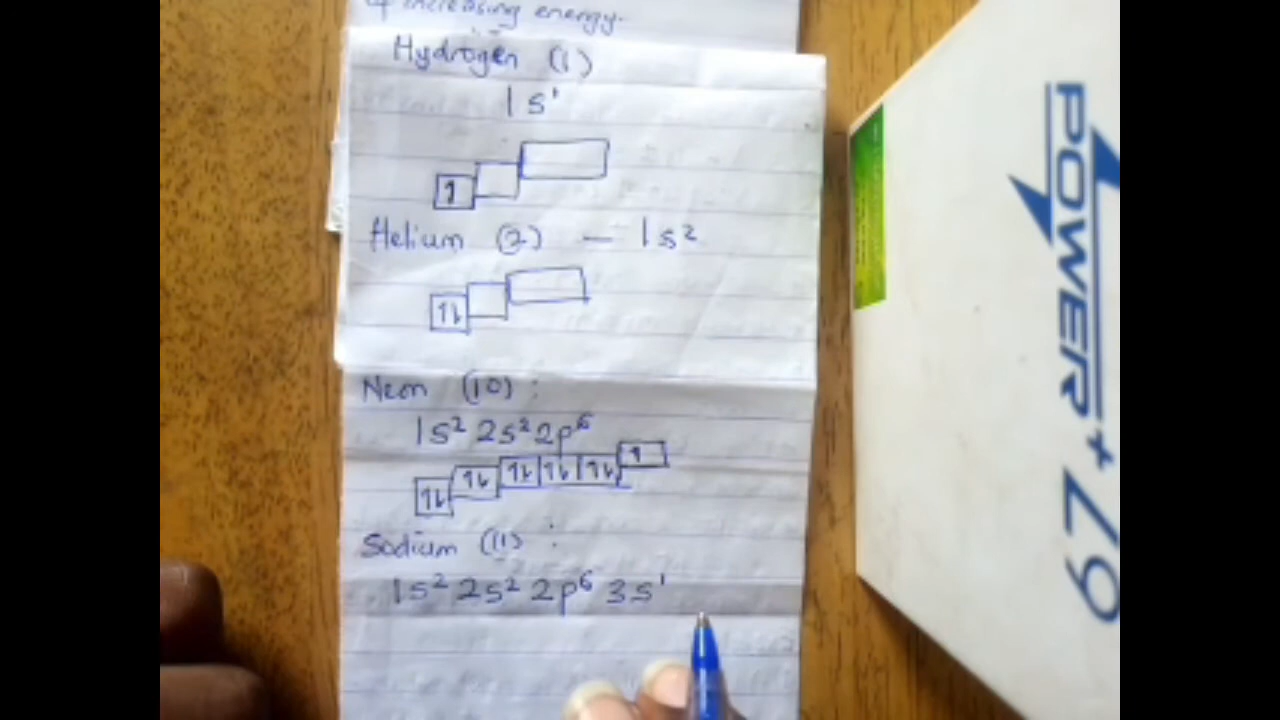 of increasing energy.
Hydrogen (1)
1s¹
↿
Helium (2) — 1s²
↿⇂
Neon (10) :
1s² 2s² 2p⁶
↿⇂ ↿⇂ ↿⇂ ↿⇂ ↿⇂ ↿
Sodium (11) :
1s² 2s² 2p⁶ 3s¹
POWER+ Z9